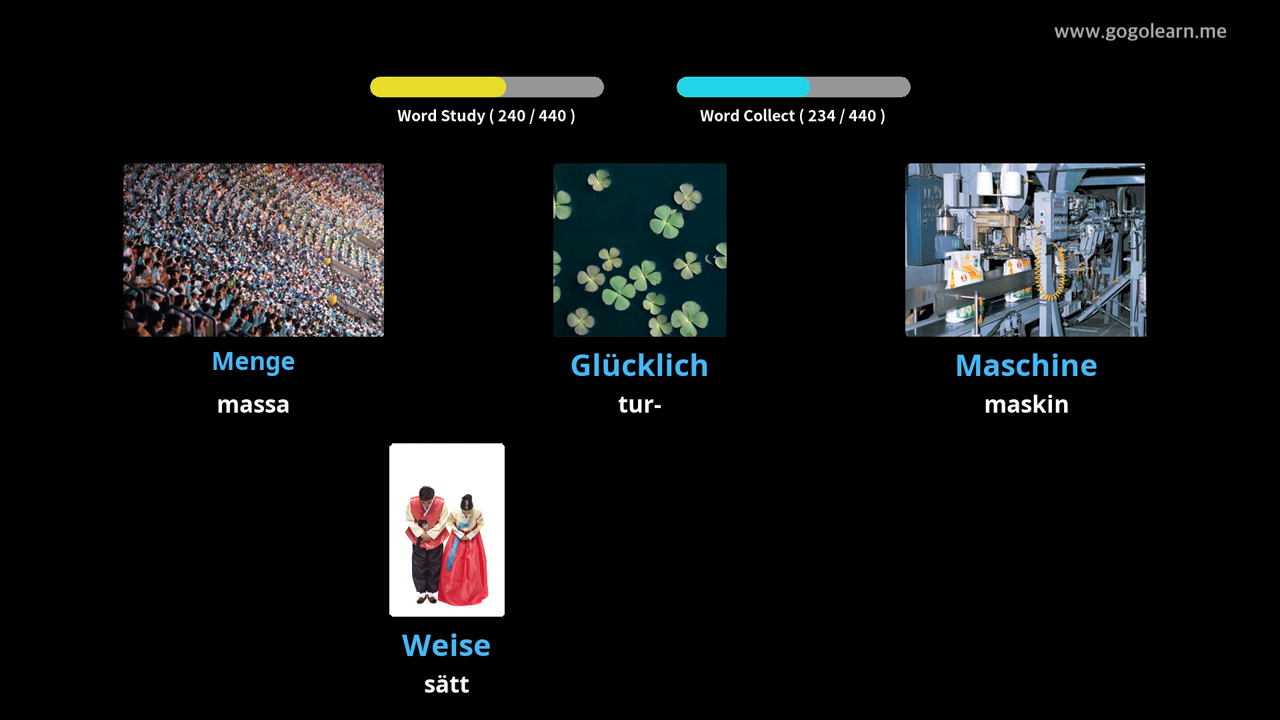 www.gogolearn.me
Word Study ( 240 / 440 )
Word Collect ( 234 / 440 )
Menge
Glücklich
Maschine
massa
tur-
maskin
Weise
sätt